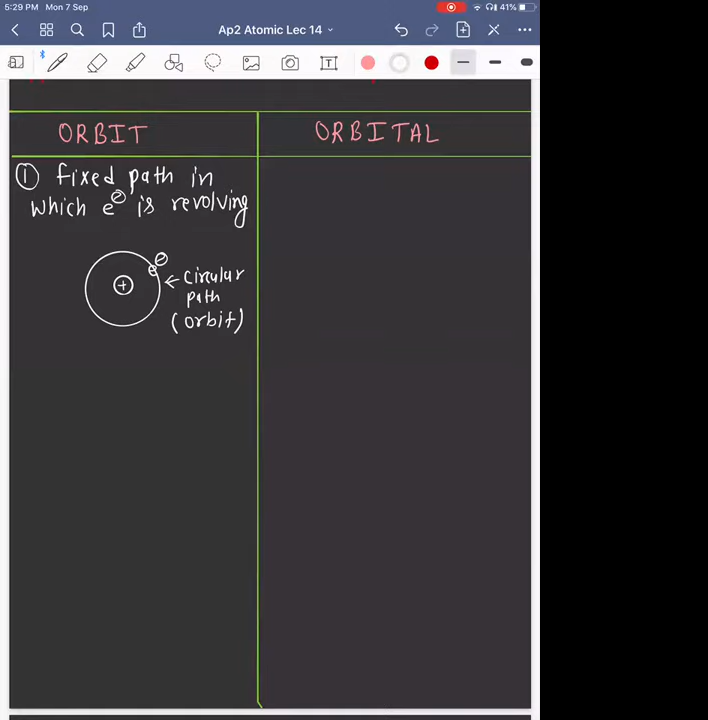 5:29 PM Mon 7 Sep
41%
Ap2 Atomic Lec 14
T
ORBIT
ORBITAL
① fixed path in
which e⊖ is revolving
⊖
e
+
← circular
path
(orbit)